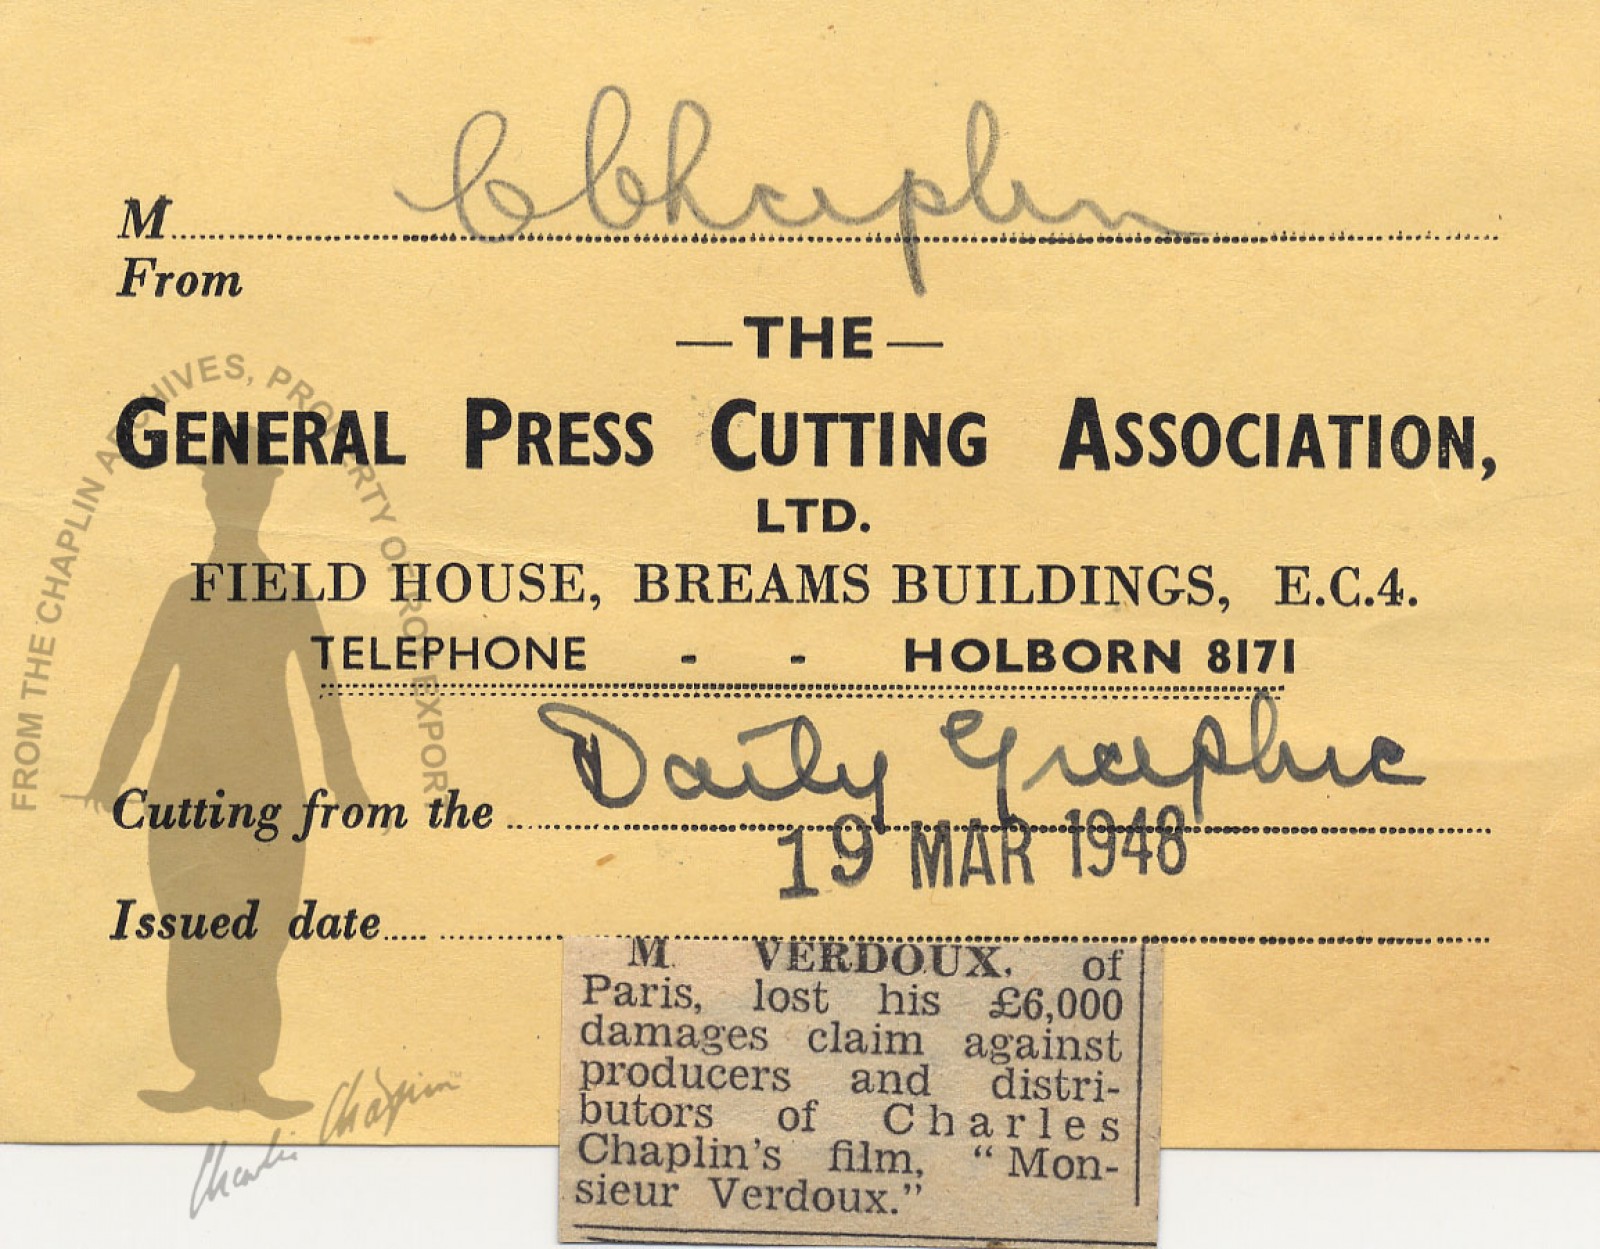 M C Chaplin
From
— THE —
GENERAL PRESS CUTTING ASSOCIATION,
LTD.
FIELD HOUSE, BREAMS BUILDINGS, E.C.4.
TELEPHONE - - HOLBORN 8171
Cutting from the Daily Graphic
19 MAR 1948
Issued date
M. VERDOUX, of
Paris, lost his £6,000
damages claim against
producers and distri-
butors of Charles
Chaplin's film, "Mon-
sieur Verdoux."
FROM THE CHAPLIN ARCHIVES, PROPERTY OF ROY EXPORT
Charlie Chaplin